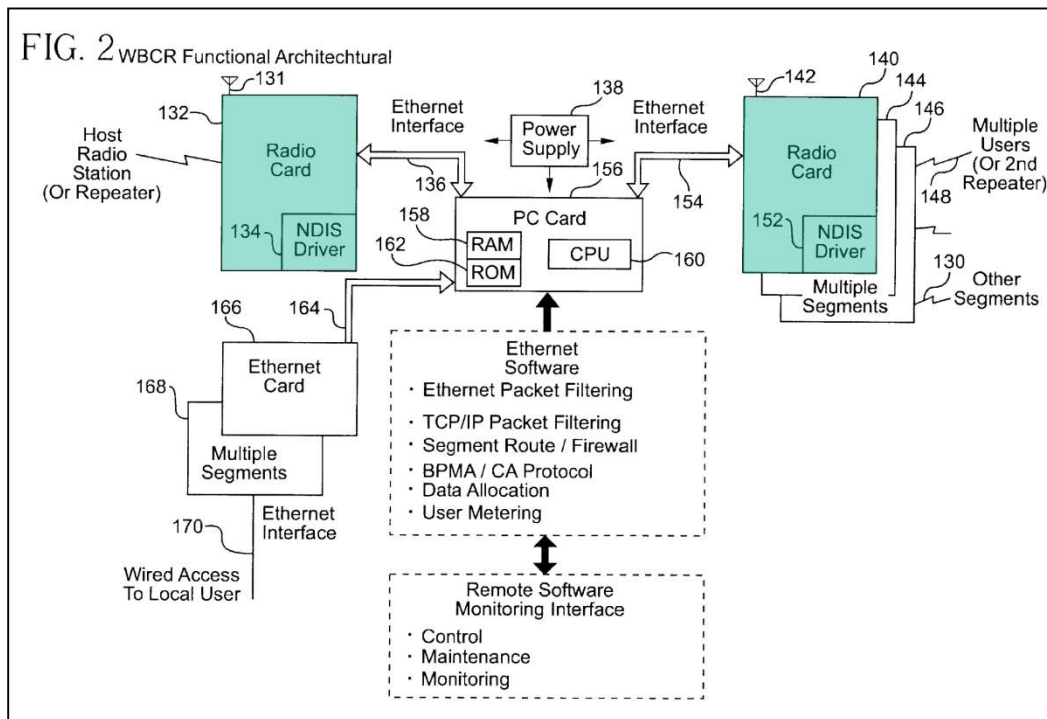 FIG. 2 WBCR Functional Architechtural
131
132
Host
Radio
Station
(Or Repeater)
Radio
Card
134
NDIS
Driver
Ethernet
Interface
136
138
Power
Supply
Ethernet
Interface
154
156
PC Card
158
RAM
162
ROM
CPU
160
142
140
144
146
Radio
Card
152
NDIS
Driver
Multiple
Segments
Multiple
Users
(Or 2nd
Repeater)
148
130
Other
Segments
164
166
Ethernet
Card
168
Multiple
Segments
Ethernet
Interface
170
Wired Access
To Local User
Ethernet
Software
· Ethernet Packet Filtering
· TCP/IP Packet Filtering
· Segment Route / Firewall
· BPMA / CA Protocol
· Data Allocation
· User Metering
Remote Software
Monitoring Interface
· Control
· Maintenance
· Monitoring